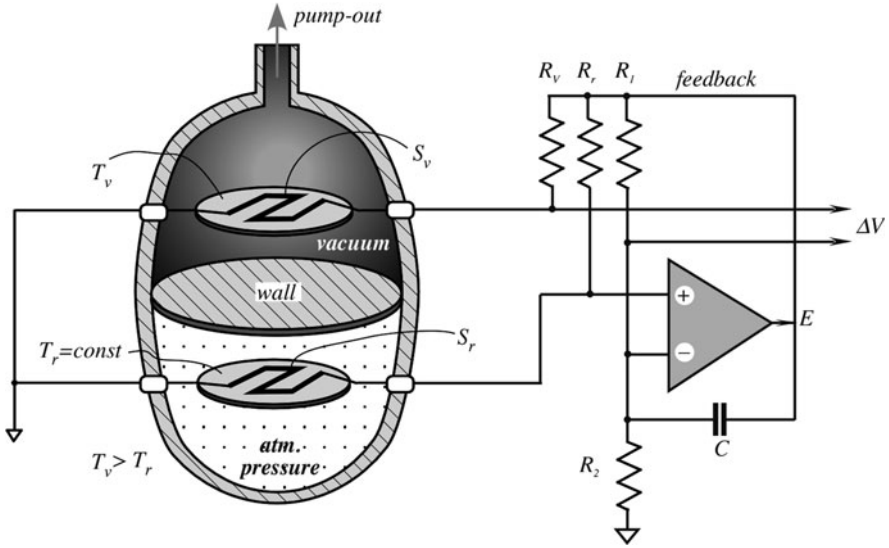 pump-out
R_v R_r R_1 feedback
T_v S_v
ΔV
vacuum
wall
+ E
T_r=const S_r
−
atm.
pressure
T_v > T_r
C
R_2